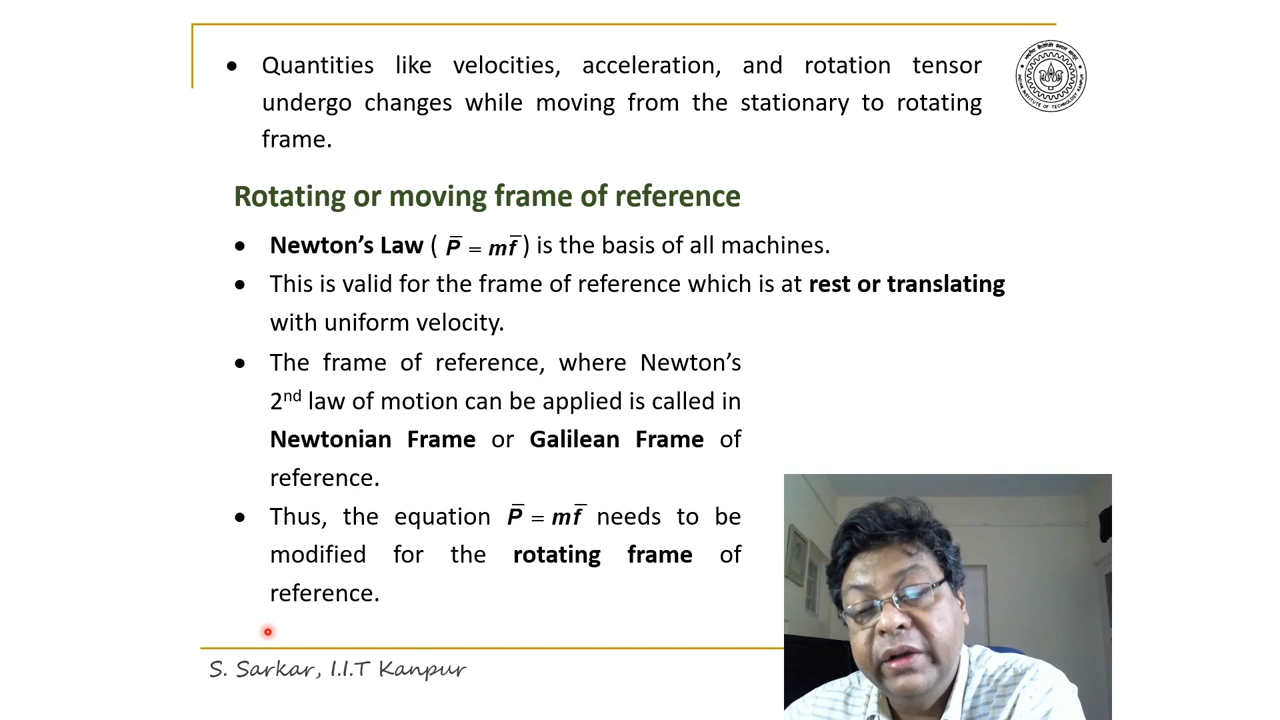 • Quantities like velocities, acceleration, and rotation tensor
undergo changes while moving from the stationary to rotating
frame.
Rotating or moving frame of reference
• Newton's Law ( P̅ = mf̅ ) is the basis of all machines.
• This is valid for the frame of reference which is at rest or translating
with uniform velocity.
• The frame of reference, where Newton's
2nd law of motion can be applied is called in
Newtonian Frame or Galilean Frame of
reference.
• Thus, the equation P̅ = mf̅ needs to be
modified for the rotating frame of
reference.
S. Sarkar, I.I.T Kanpur